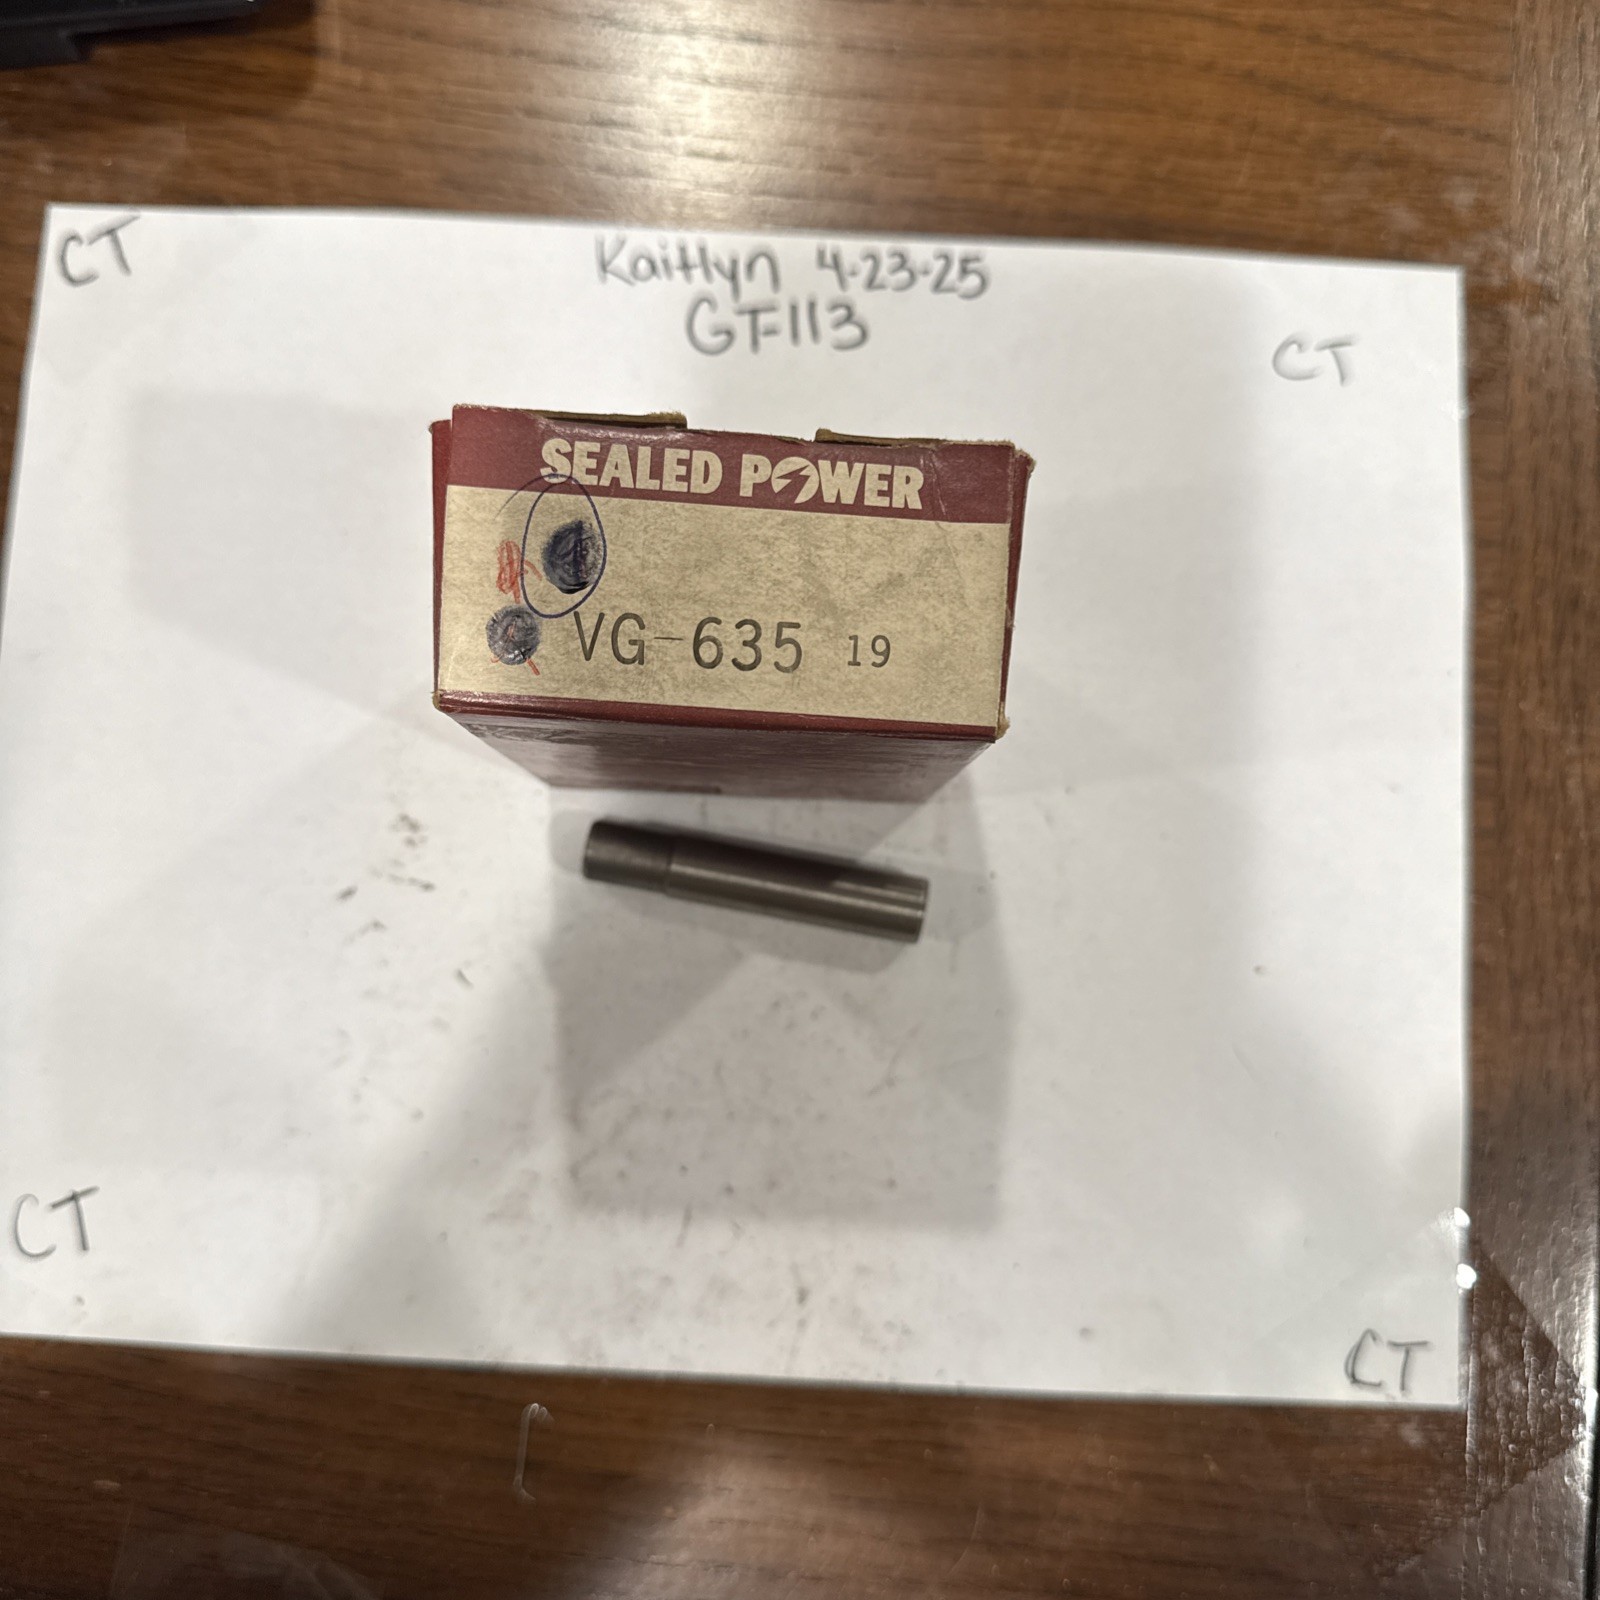 CT
Kaitlyn 4-23-25
GT-113
CT
SEALED POWER
VG-635 19
CT
CT